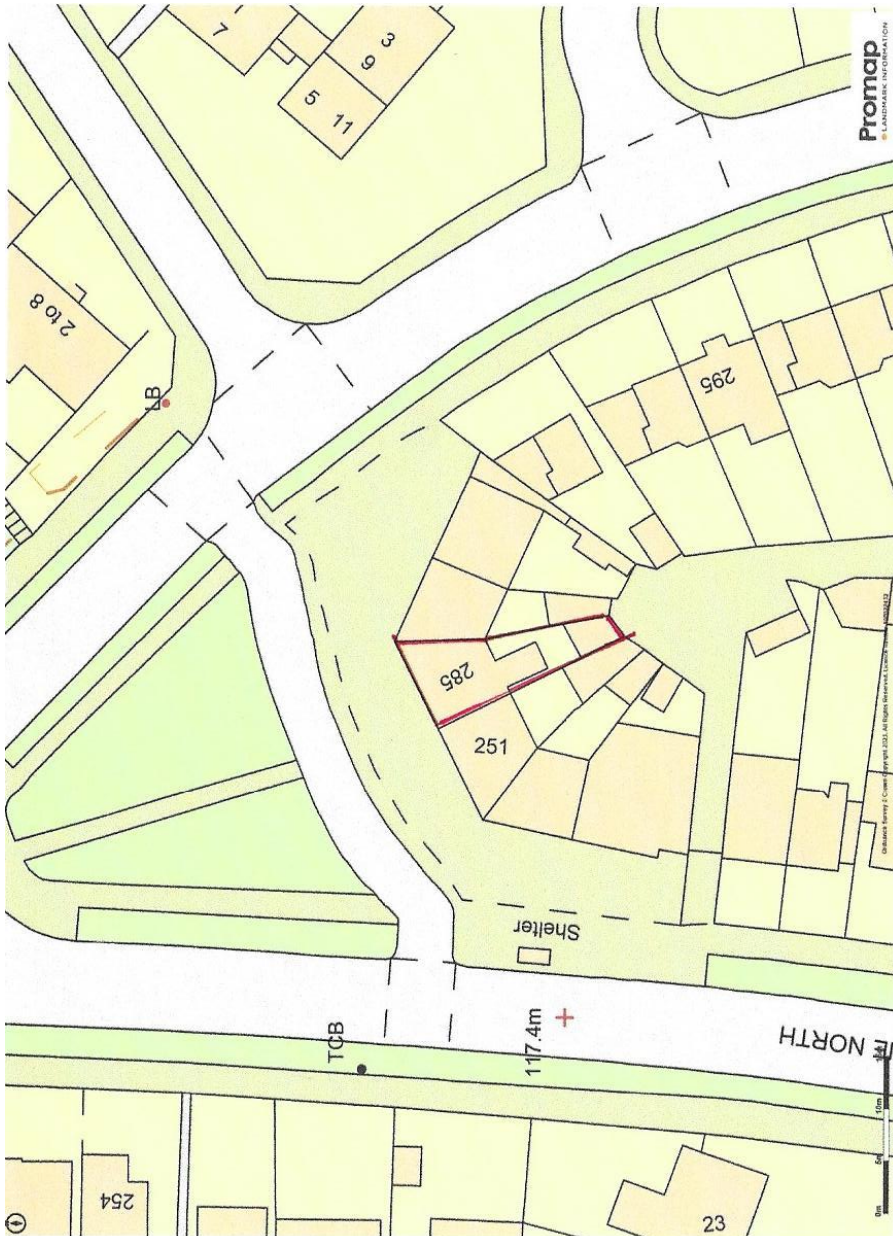 7
3
9
5
11
Promap
LANDMARK INFORMATION
2 to 8
LB
295
285
251
Shelter
TCB
117.4m
NORTH
254
23
0m
5m
10m